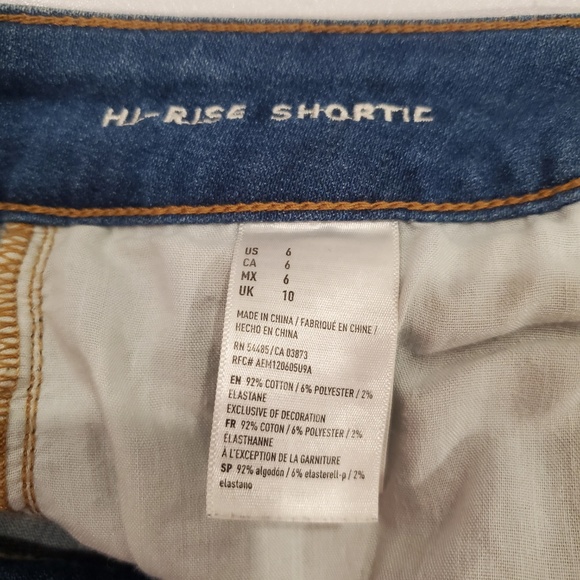 HI-RISE SHORTIE
US 6
CA 6
MX 6
UK 10
MADE IN CHINA / FABRIQUÉ EN CHINE /
HECHO EN CHINA
RN 54485/CA 03873
RFC# AEM120605U9A
EN 92% COTTON / 6% POLYESTER / 2%
ELASTANE
EXCLUSIVE OF DECORATION
FR 92% COTON / 6% POLYESTER / 2%
ÉLASTHANNE
À L'EXCEPTION DE LA GARNITURE
SP 92% algodón / 6% elasterell-p / 2%
elastano